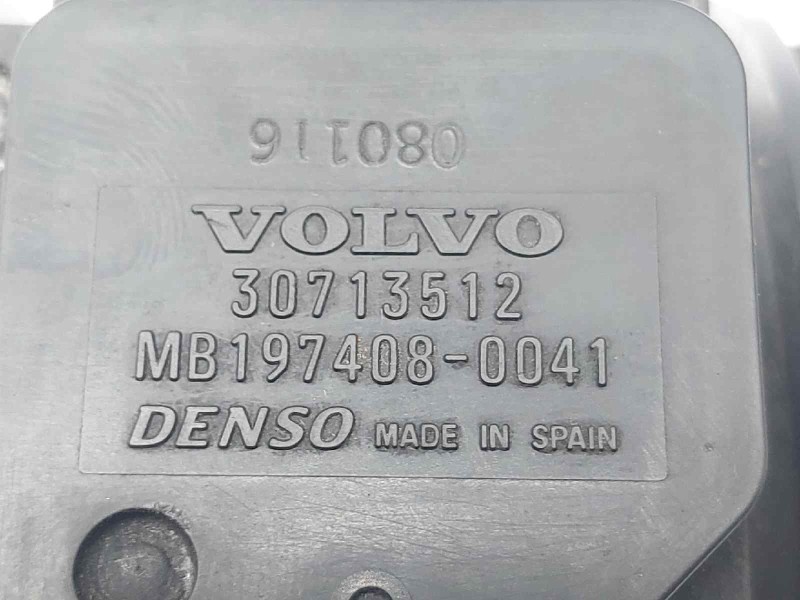 080116
VOLVO
30713512
MB197408-0041
DENSO MADE IN SPAIN